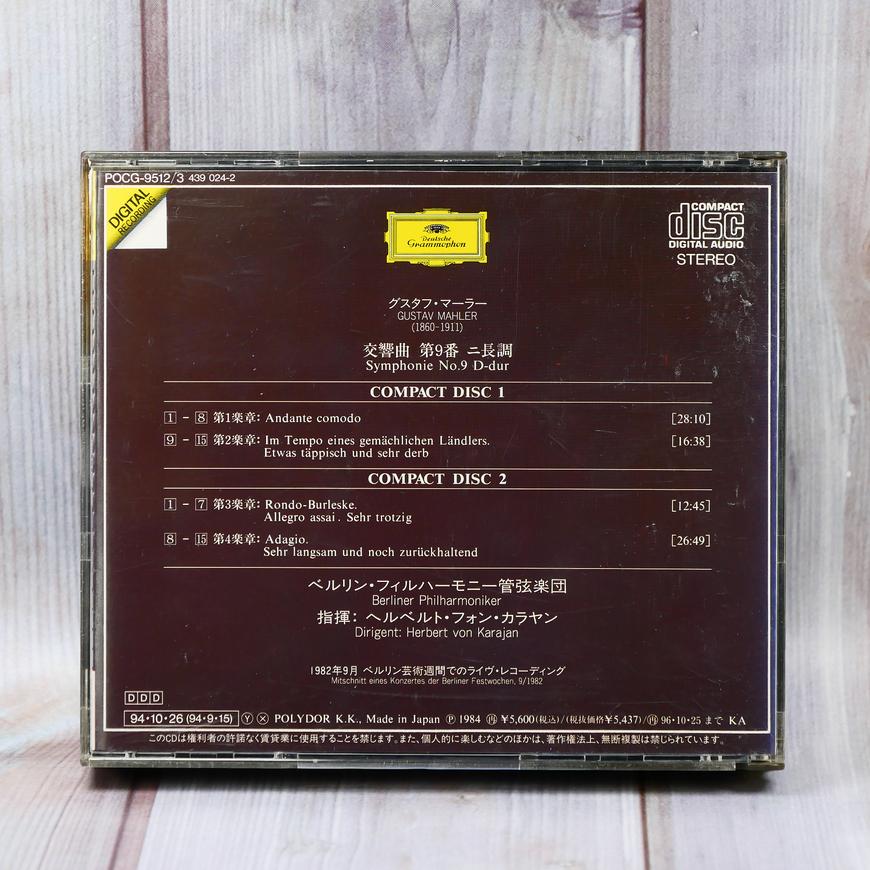 POCG-9512/3 439 024-2
DIGITAL
RECORDING
Deutsche
Grammophon
COMPACT
disc
DIGITAL AUDIO
STEREO
グスタフ・マーラー
GUSTAV MAHLER
(1860-1911)
交響曲 第9番 ニ長調
Symphonie No.9 D-dur
COMPACT DISC 1
1 - 8 第1楽章: Andante comodo [28:10]
9 - 15 第2楽章: Im Tempo eines gemächlichen Ländlers. [16:38]
Etwas täppisch und sehr derb
COMPACT DISC 2
1 - 7 第3楽章: Rondo-Burleske. [12:45]
Allegro assai. Sehr trotzig
8 - 15 第4楽章: Adagio. [26:49]
Sehr langsam und noch zurückhaltend
ベルリン・フィルハーモニー管弦楽団
Berliner Philharmoniker
指揮: ヘルベルト・フォン・カラヤン
Dirigent: Herbert von Karajan
1982年9月 ベルリン芸術週間でのライヴ・レコーディング
Mitschnitt eines Konzertes der Berliner Festwochen, 9/1982
DDD
94・10・26 (94・9・15) Ⓨ Ⓧ POLYDOR K.K., Made in Japan Ⓟ 1984 ㊑ ¥5,600(税込)/(税抜価格¥5,437)/㊑ 96・10・25 まで KA
このCDは権利者の許諾なく賃貸業に使用することを禁じます。また、個人的に楽しむなどのほかは、著作権法上、無断複製は禁じられています。